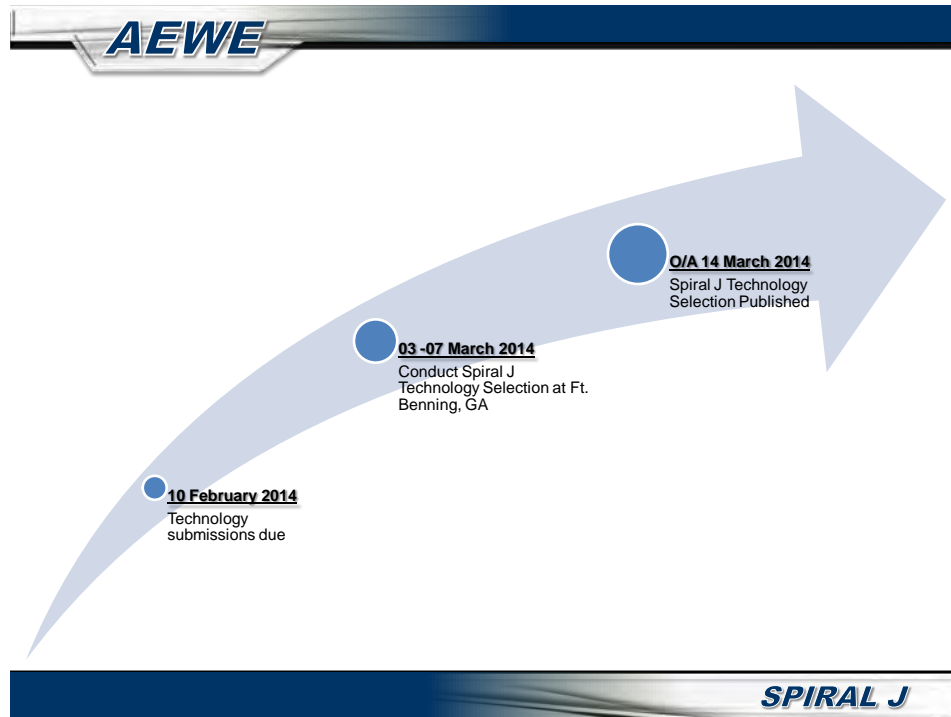 AEWE
O/A 14 March 2014
Spiral J Technology
Selection Published
03 -07 March 2014
Conduct Spiral J
Technology Selection at Ft.
Benning, GA
10 February 2014
Technology
submissions due
SPIRAL J